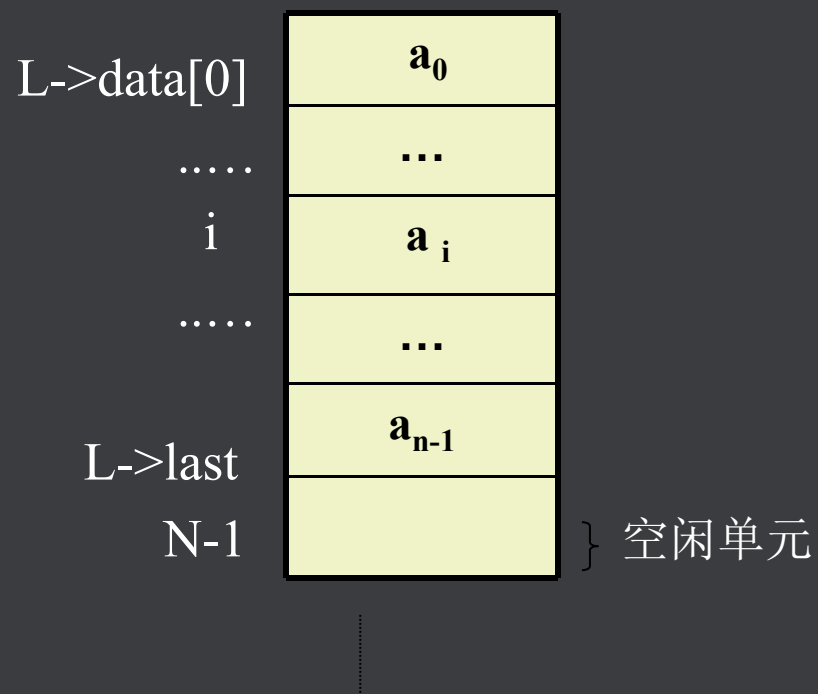 L->data[0] a₀
..... ...
i a i
..... ...
L->last aₙ₋₁
N-1 } 空闲单元